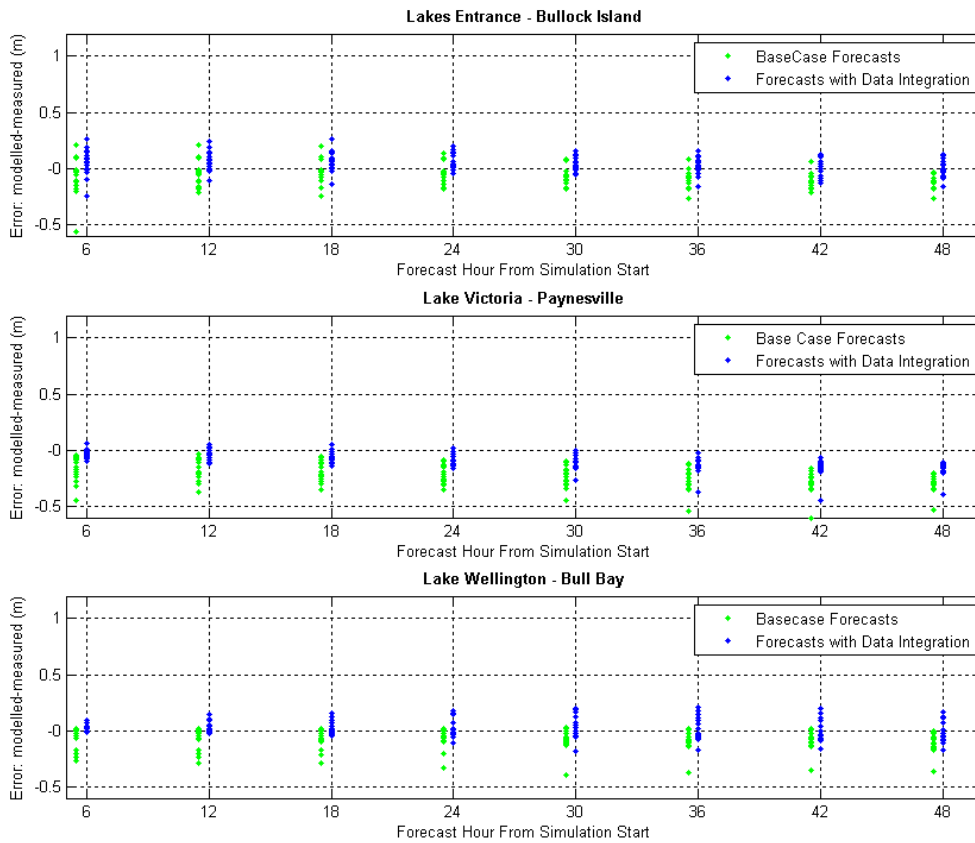 Lakes Entrance - Bullock Island
BaseCase Forecasts
Forecasts with Data Integration
Error: modelled-measured (m)
1
0.5
-0
-0.5
6 12 18 24 30 36 42 48
Forecast Hour From Simulation Start
Lake Victoria - Paynesville
Base Case Forecasts
Forecasts with Data Integration
Error: modelled-measured (m)
1
0.5
-0
-0.5
6 12 18 24 30 36 42 48
Forecast Hour From Simulation Start
Lake Wellington - Bull Bay
Basecase Forecasts
Forecasts with Data Integration
Error: modelled-measured (m)
1
0.5
-0
-0.5
6 12 18 24 30 36 42 48
Forecast Hour From Simulation Start